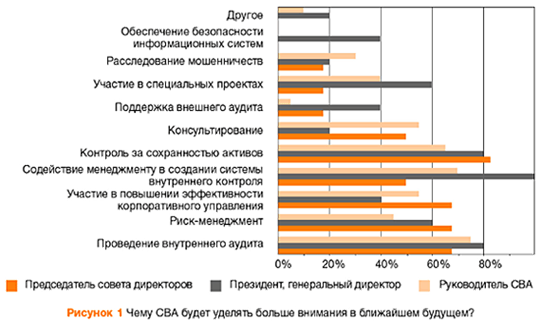 Другое
Обеспечение безопасности
информационных систем
Расследование мошенничеств
Участие в специальных проектах
Поддержка внешнего аудита
Консультирование
Контроль за сохранностью активов
Содействие менеджменту в создании системы
внутреннего контроля
Участие в повышении эффективности
корпоративного управления
Риск-менеджмент
Проведение внутреннего аудита
0% 20% 40% 60% 80%
Председатель совета директоров Президент, генеральный директор Руководитель СВА
Рисунок 1 Чему СВА будет уделять больше внимания в ближайшем будущем?